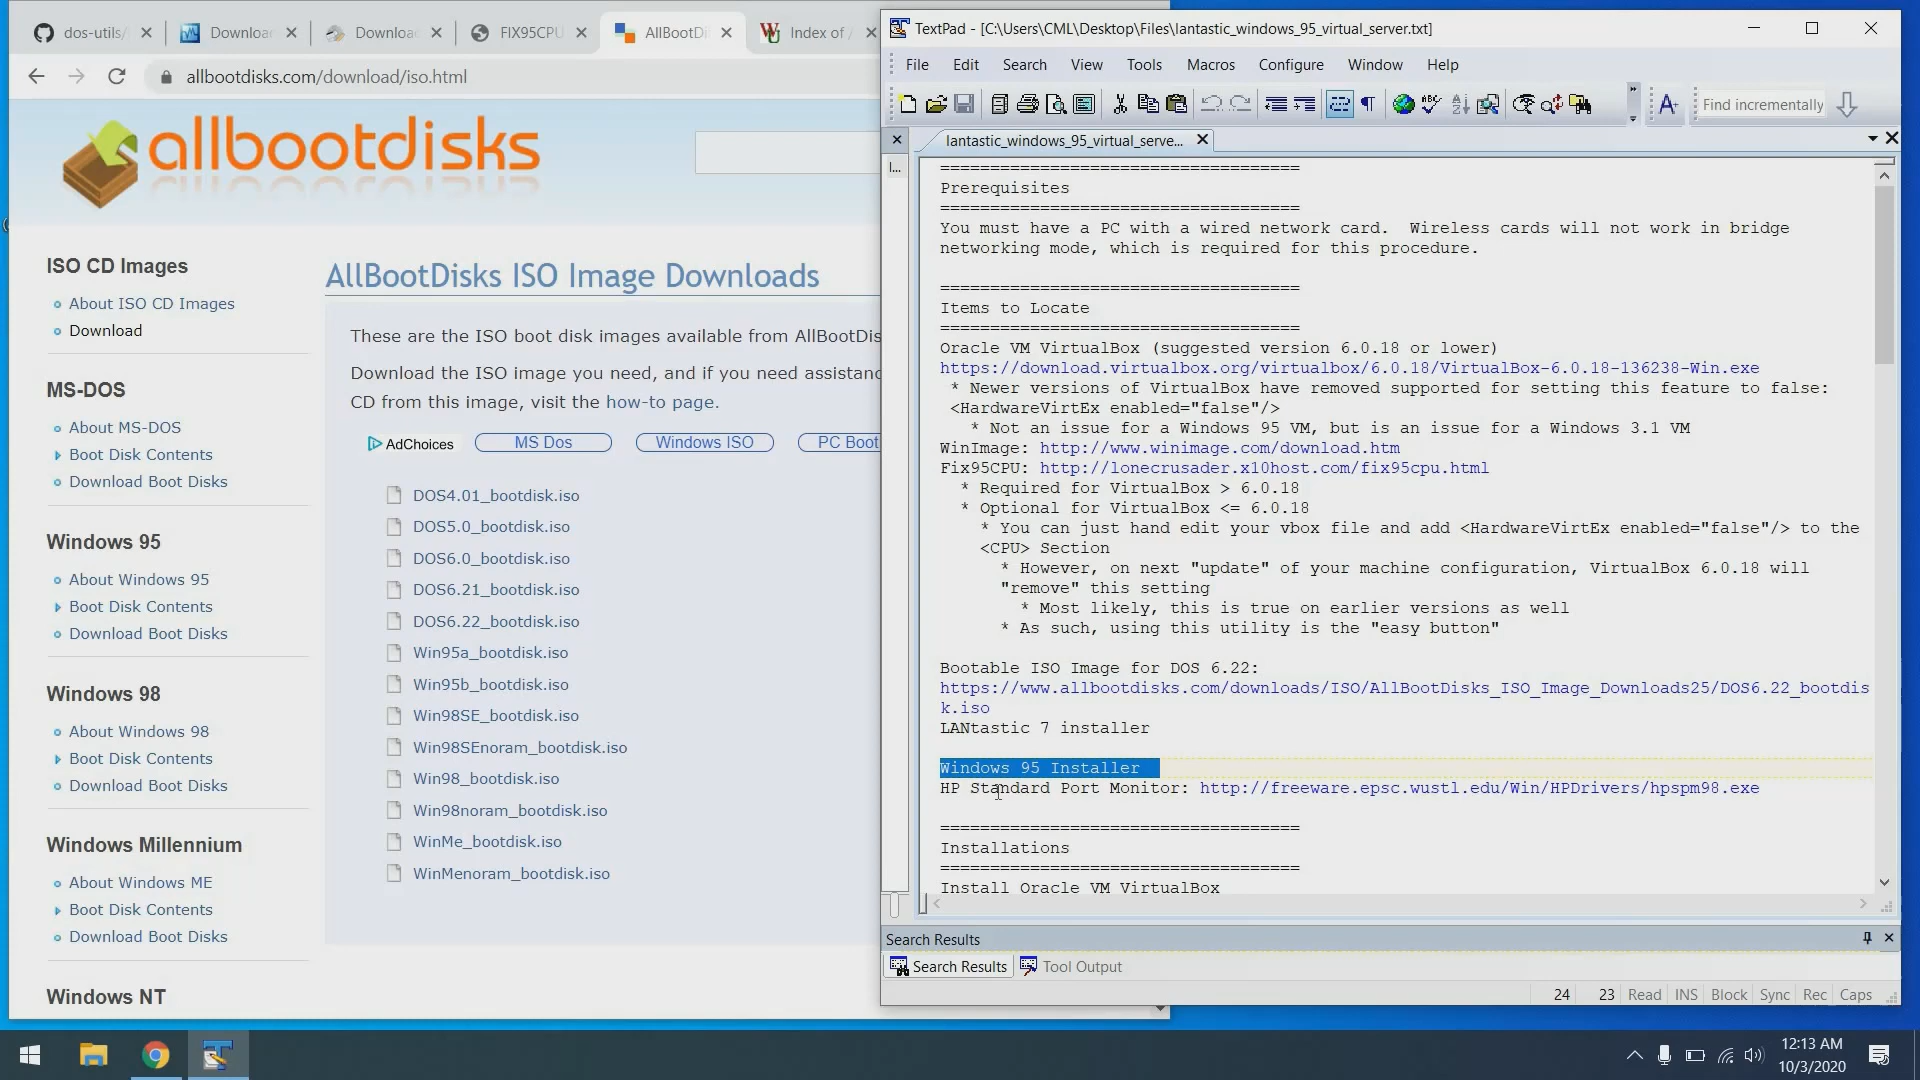 dos-utils/
Downloa
Downloa
FIX95CPU
AllBootDi
Index of /
allbootdisks.com/download/iso.html
allbootdisks
ISO CD Images
About ISO CD Images
Download
MS-DOS
About MS-DOS
Boot Disk Contents
Download Boot Disks
Windows 95
About Windows 95
Boot Disk Contents
Download Boot Disks
Windows 98
About Windows 98
Boot Disk Contents
Download Boot Disks
Windows Millennium
About Windows ME
Boot Disk Contents
Download Boot Disks
Windows NT
AllBootDisks ISO Image Downloads
These are the ISO boot disk images available from AllBootDis
Download the ISO image you need, and if you need assistanc
CD from this image, visit the how-to page.
AdChoices
MS Dos
Windows ISO
PC Boot
DOS4.01_bootdisk.iso
DOS5.0_bootdisk.iso
DOS6.0_bootdisk.iso
DOS6.21_bootdisk.iso
DOS6.22_bootdisk.iso
Win95a_bootdisk.iso
Win95b_bootdisk.iso
Win98SE_bootdisk.iso
Win98SEnoram_bootdisk.iso
Win98_bootdisk.iso
Win98noram_bootdisk.iso
WinMe_bootdisk.iso
WinMenoram_bootdisk.iso
TextPad - [C:\Users\CML\Desktop\Files\lantastic_windows_95_virtual_server.txt]
File Edit Search View Tools Macros Configure Window Help
Find incrementally
lantastic_windows_95_virtual_serve...
l...
====================================
Prerequisites
====================================
You must have a PC with a wired network card.  Wireless cards will not work in bridge
networking mode, which is required for this procedure.
====================================
Items to Locate
====================================
Oracle VM VirtualBox (suggested version 6.0.18 or lower)
https://download.virtualbox.org/virtualbox/6.0.18/VirtualBox-6.0.18-136238-Win.exe
* Newer versions of VirtualBox have removed supported for setting this feature to false:
<HardwareVirtEx enabled="false"/>
* Not an issue for a Windows 95 VM, but is an issue for a Windows 3.1 VM
WinImage: http://www.winimage.com/download.htm
Fix95CPU: http://lonecrusader.x10host.com/fix95cpu.html
* Required for VirtualBox > 6.0.18
* Optional for VirtualBox <= 6.0.18
* You can just hand edit your vbox file and add <HardwareVirtEx enabled="false"/> to the
<CPU> Section
* However, on next "update" of your machine configuration, VirtualBox 6.0.18 will
"remove" this setting
* Most likely, this is true on earlier versions as well
* As such, using this utility is the "easy button"
Bootable ISO Image for DOS 6.22:
https://www.allbootdisks.com/downloads/ISO/AllBootDisks_ISO_Image_Downloads25/DOS6.22_bootdis
k.iso
LANtastic 7 installer
Windows 95 Installer
HP Standard Port Monitor: http://freeware.epsc.wustl.edu/Win/HPDrivers/hpspm98.exe
====================================
Installations
====================================
Install Oracle VM VirtualBox
Search Results
Search Results
Tool Output
24 23 Read INS Block Sync Rec Caps
12:13 AM
10/3/2020